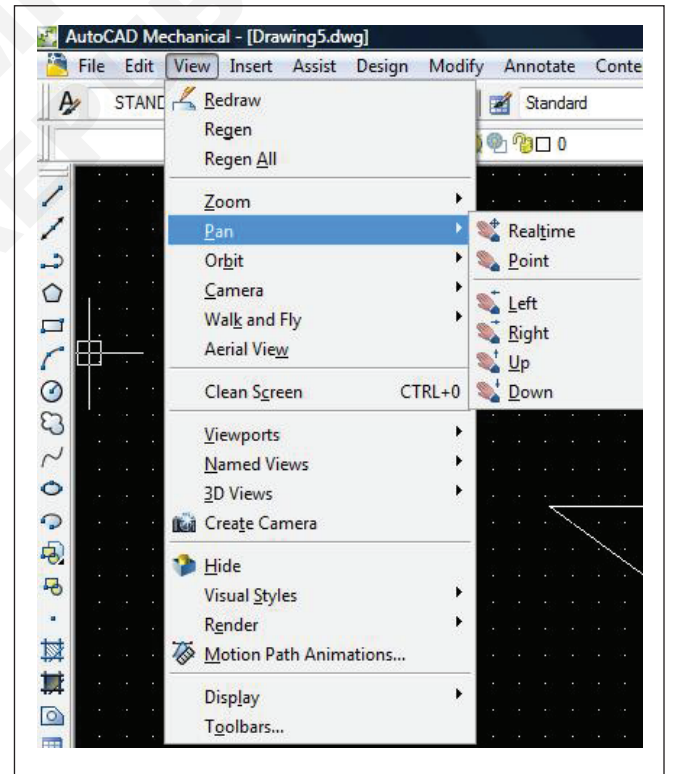 AutoCAD Mechanical - [Drawing5.dwg]
File Edit View Insert Assist Design Modify Annotate Conte
STAND
Standard
0
Redraw
Regen
Regen All
Zoom
Pan
Orbit
Camera
Walk and Fly
Aerial View
Clean Screen CTRL+0
Viewports
Named Views
3D Views
Create Camera
Hide
Visual Styles
Render
Motion Path Animations...
Display
Toolbars...
Realtime
Point
Left
Right
Up
Down